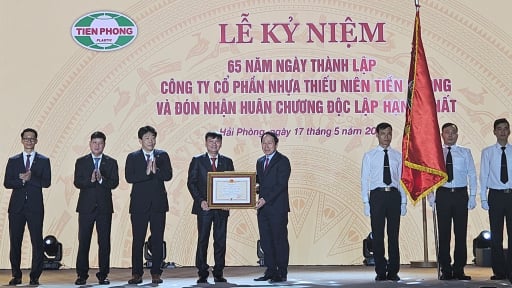 TIEN PHONG
PLASTIC
LỄ KỶ NIỆM
65 NĂM NGÀY THÀNH LẬP
CÔNG TY CỔ PHẦN NHỰA THIẾU NIÊN TIỀN
VÀ ĐÓN NHẬN HUÂN CHƯƠNG ĐỘC LẬP
Hải Phòng, ngày 17 tháng 5 năm